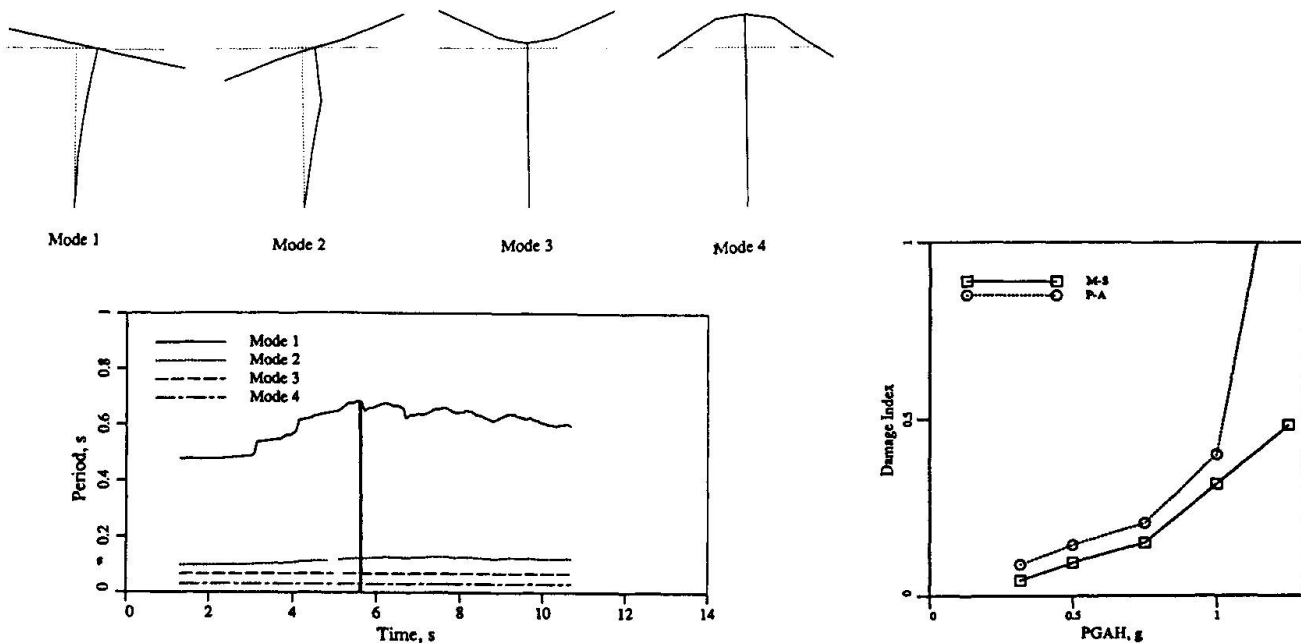 Mode 1
Mode 2
Mode 3
Mode 4
Mode 1
Mode 2
Mode 3
Mode 4
Period, s
0
0.2
0.4
0.6
0.8
0
2
4
6
8
10
12
14
Time, s
M-S
P-A
Damage Index
0
0.5
1
0
0.5
1
PGAH, g